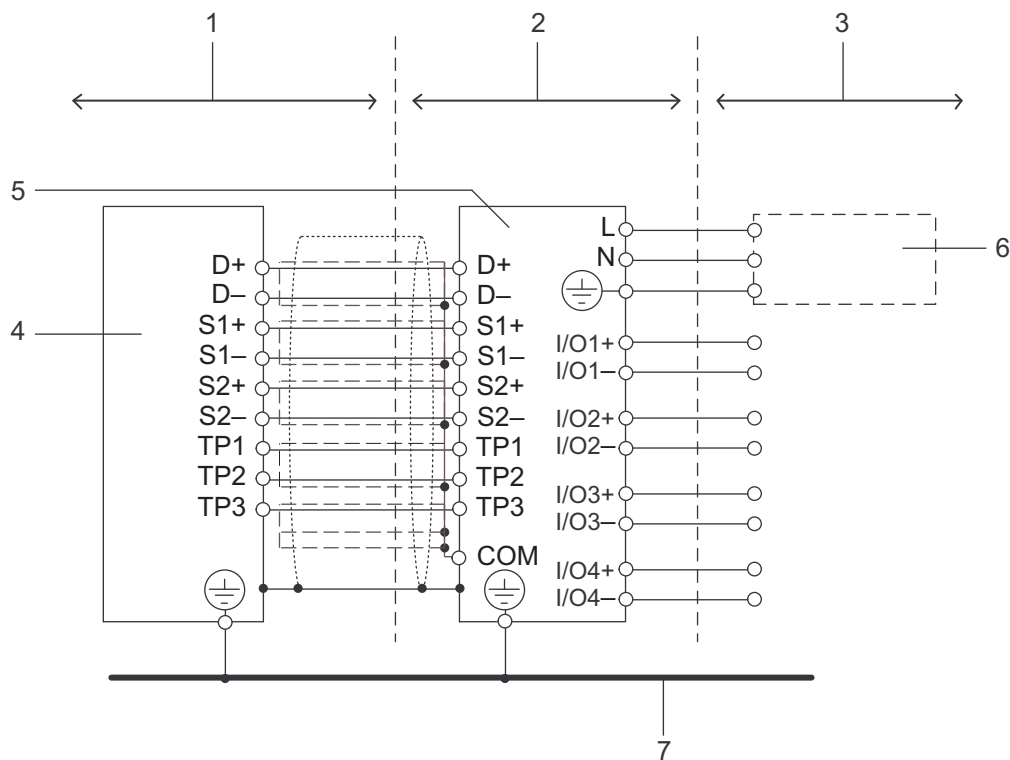 1 2 3
5
L
N
6
D+ D+
D– D–
4
S1+ S1+
S1– S1–
S2+ S2+
S2– S2–
TP1 TP1
TP2 TP2
TP3 TP3
COM
I/O1+
I/O1–
I/O2+
I/O2–
I/O3+
I/O3–
I/O4+
I/O4–
7